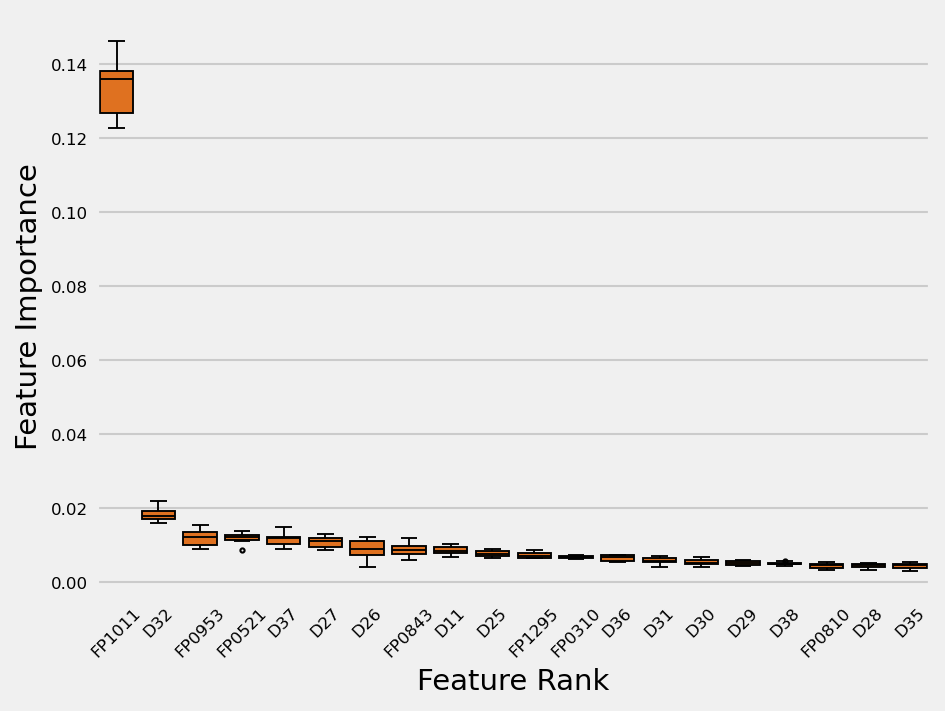 0.14
0.12
0.10
0.08
0.06
0.04
0.02
0.00
Feature Importance
FP1011 D32 FP0953 FP0521 D37 D27 D26 FP0843 D11 D25 FP1295 FP0310 D36 D31 D30 D29 D38 FP0810 D28 D35
Feature Rank